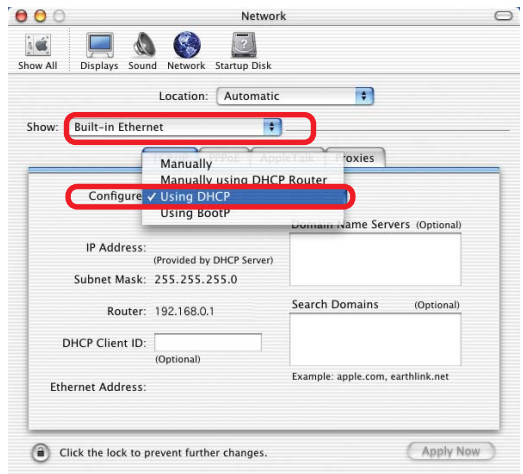 Network
Show All Displays Sound Network Startup Disk
Location: Automatic
Show: Built-in Ethernet
PPPoE AppleTalk Proxies
Manually
Manually using DHCP Router
Configure ✓ Using DHCP
Using BootP
Domain Name Servers (Optional)
IP Address:
(Provided by DHCP Server)
Subnet Mask: 255.255.255.0
Router: 192.168.0.1
Search Domains (Optional)
DHCP Client ID:
(Optional)
Example: apple.com, earthlink.net
Ethernet Address:
Click the lock to prevent further changes.
Apply Now